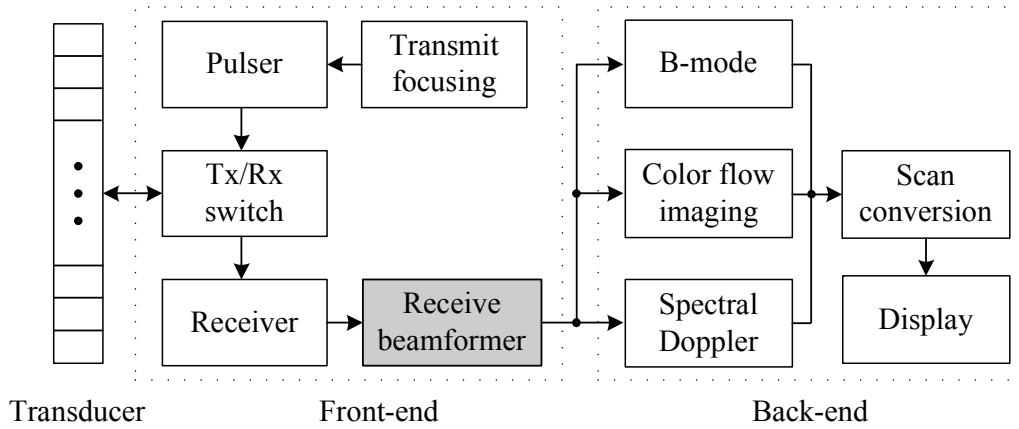 Pulser
Transmit
focusing
B-mode
Tx/Rx
switch
Color flow
imaging
Scan
conversion
Receiver
Receive
beamformer
Spectral
Doppler
Display
Transducer
Front-end
Back-end